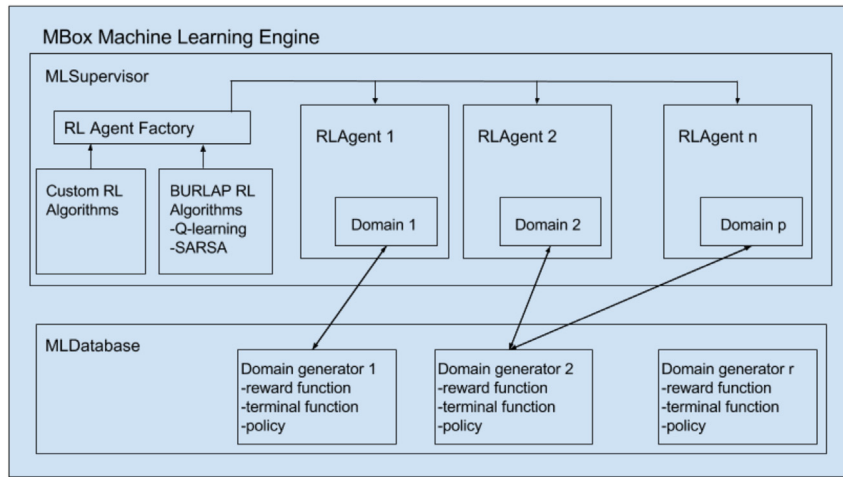 MBox Machine Learning Engine
MLSupervisor
RL Agent Factory
Custom RL
Algorithms
BURLAP RL
Algorithms
-Q-learning
-SARSA
RLAgent 1
Domain 1
RLAgent 2
Domain 2
RLAgent n
Domain p
MLDatabase
Domain generator 1
-reward function
-terminal function
-policy
Domain generator 2
-reward function
-terminal function
-policy
Domain generator r
-reward function
-terminal function
-policy